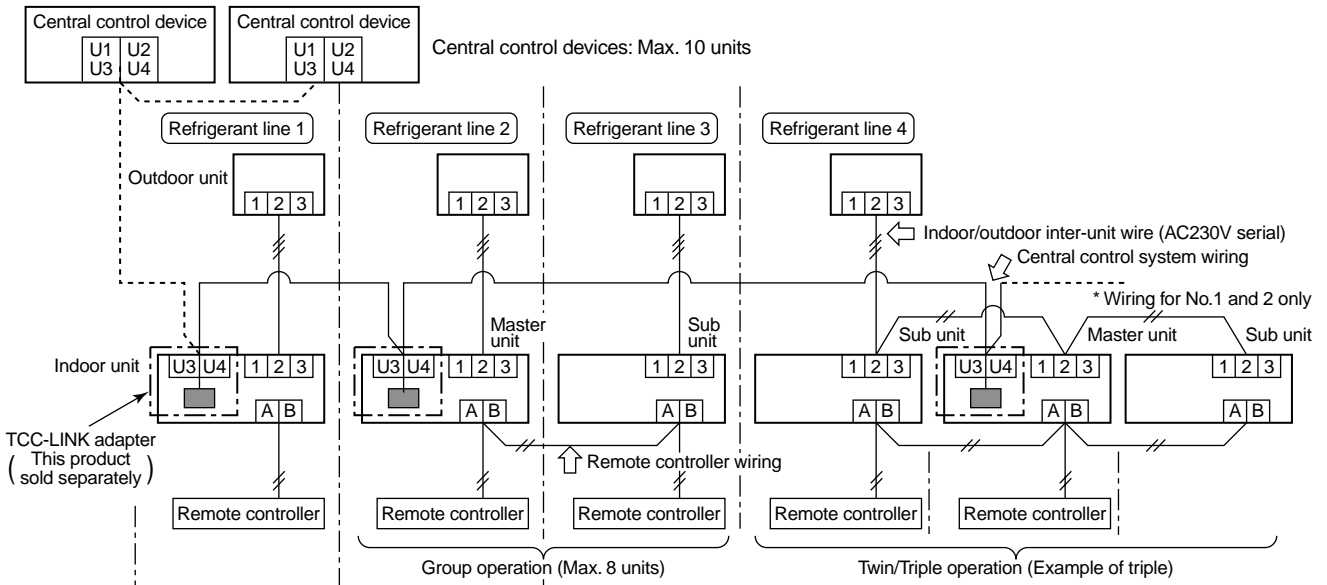 Central control device
Central control device
U1 U2
U3 U4
U1 U2
U3 U4
Central control devices: Max. 10 units
Refrigerant line 1
Refrigerant line 2
Refrigerant line 3
Refrigerant line 4
Outdoor unit
1 2 3
1 2 3
1 2 3
1 2 3
Indoor/outdoor inter-unit wire (AC230V serial)
Central control system wiring
* Wiring for No.1 and 2 only
Master
unit
Sub
unit
Sub unit
Master unit
Sub unit
Indoor unit
U3 U4
1 2 3
U3 U4
1 2 3
1 2 3
1 2 3
U3 U4
1 2 3
1 2 3
A B
A B
A B
A B
A B
A B
TCC-LINK adapter
( This product
sold separately )
Remote controller wiring
Remote controller
Remote controller
Remote controller
Remote controller
Remote controller
Group operation (Max. 8 units)
Twin/Triple operation (Example of triple)